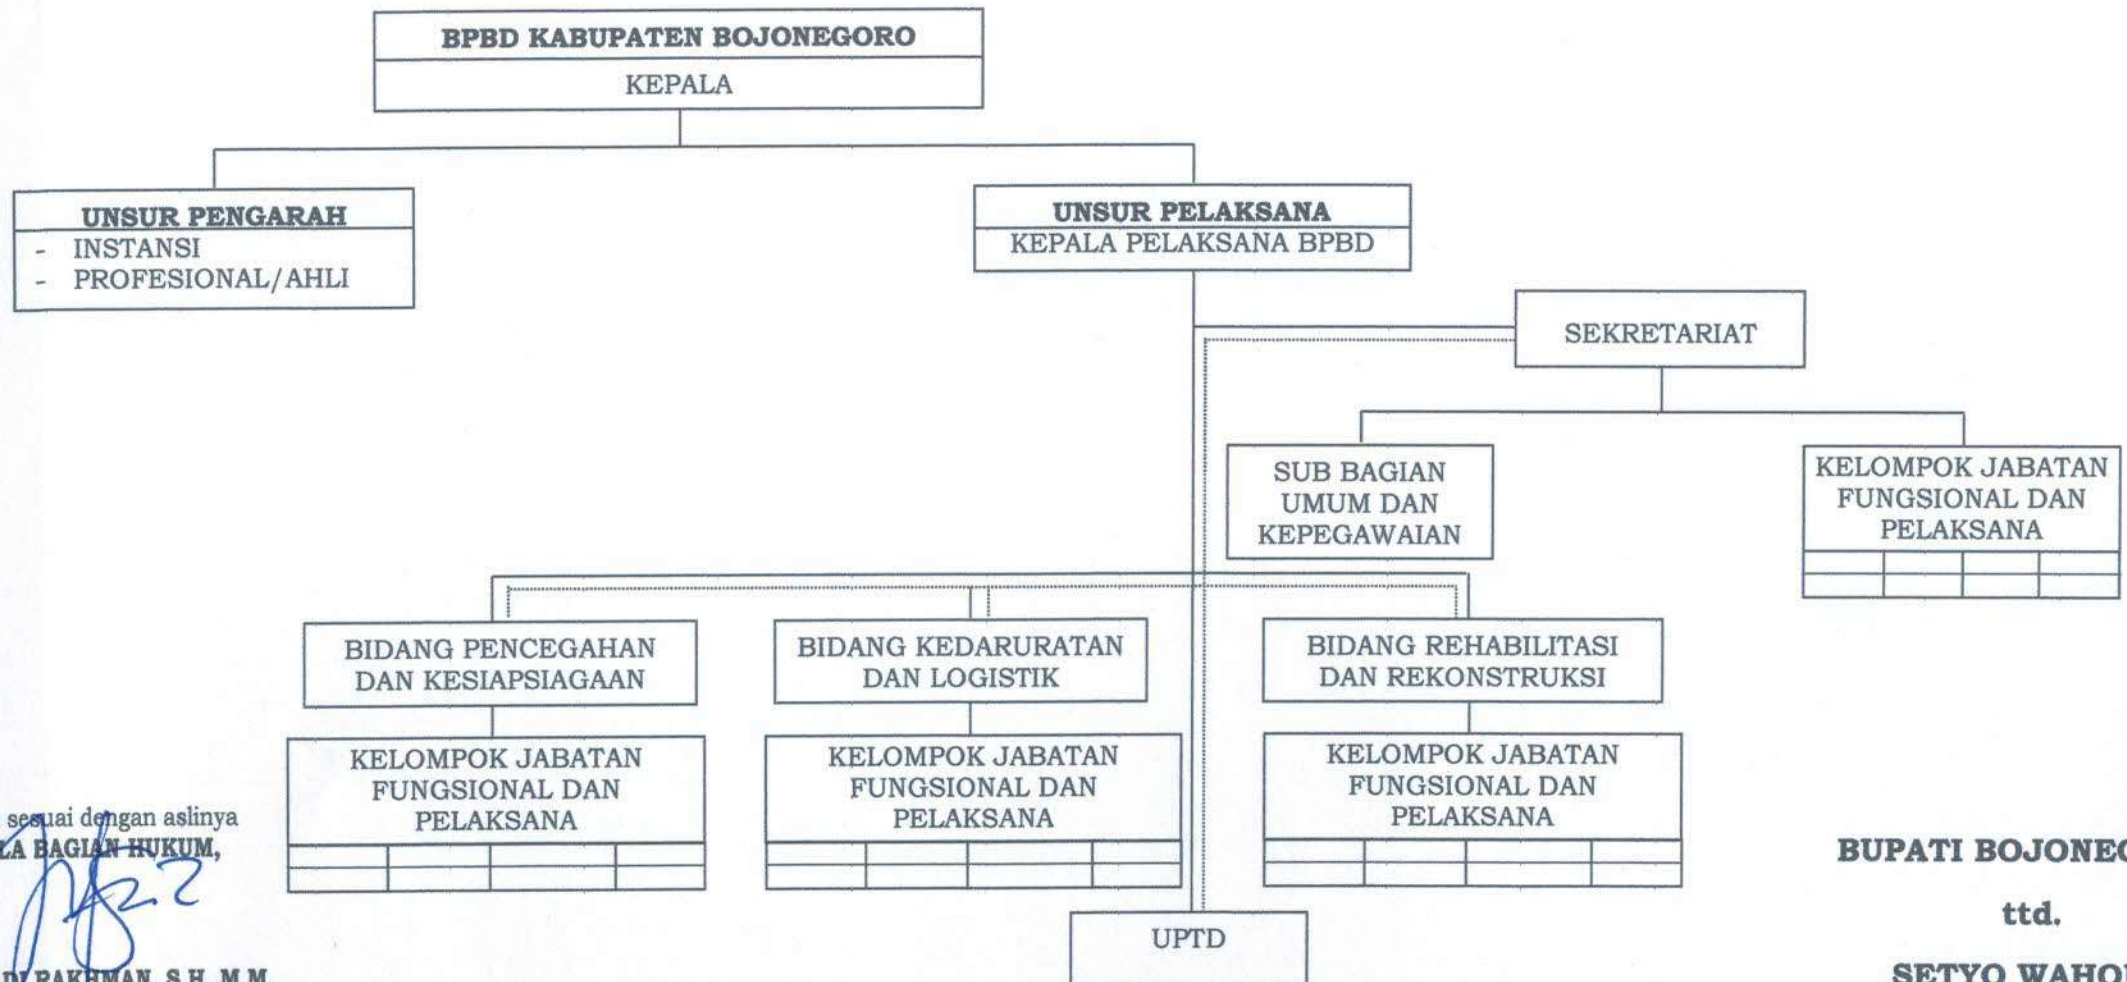 BPBD KABUPATEN BOJONEGORO
KEPALA
UNSUR PENGARAH
- INSTANSI
- PROFESIONAL/AHLI
UNSUR PELAKSANA
KEPALA PELAKSANA BPBD
SEKRETARIAT
SUB BAGIAN
UMUM DAN
KEPEGAWAIAN
KELOMPOK JABATAN
FUNGSIONAL DAN
PELAKSANA
BIDANG PENCEGAHAN
DAN KESIAPSIAGAAN
BIDANG KEDARURATAN
DAN LOGISTIK
BIDANG REHABILITASI
DAN REKONSTRUKSI
KELOMPOK JABATAN
FUNGSIONAL DAN
PELAKSANA
KELOMPOK JABATAN
FUNGSIONAL DAN
PELAKSANA
KELOMPOK JABATAN
FUNGSIONAL DAN
PELAKSANA
UPTD
sesuai dengan aslinya
BAGIAN HUKUM,
RAKHMAN, S.H.,M.M.
BUPATI
ttd.
SETYO